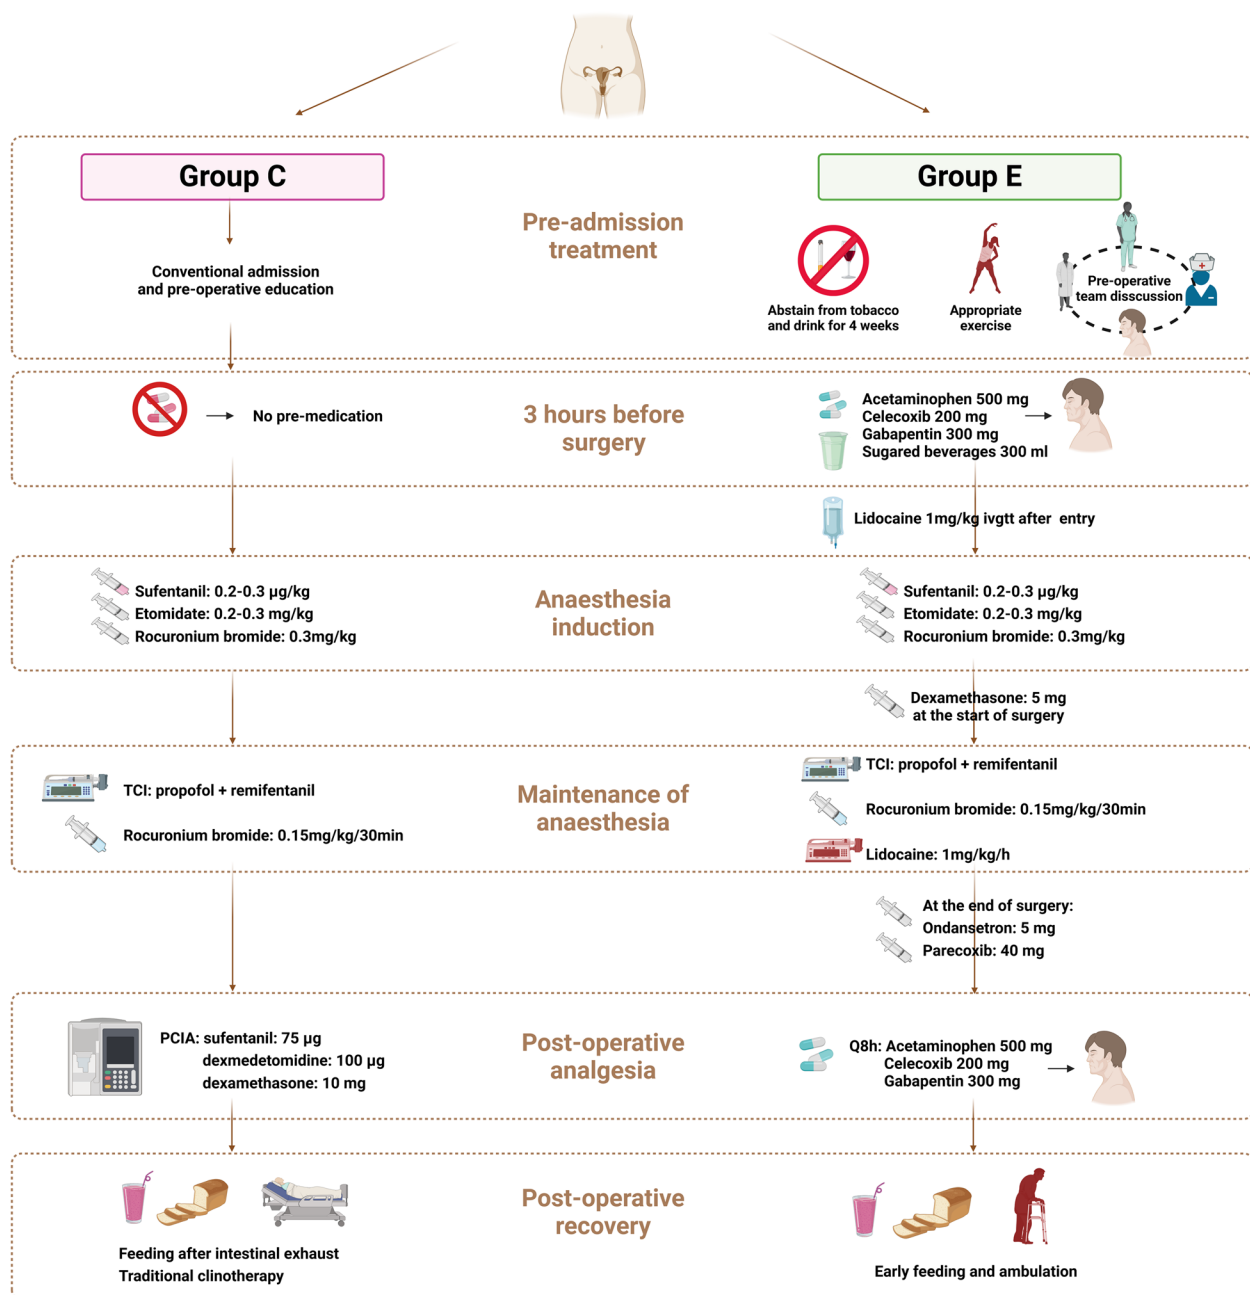 Group C
Group E
Pre-admission
treatment
Conventional admission
and pre-operative education
Abstain from tobacco
and drink for 4 weeks
Appropriate
exercise
Pre-operative
team disscussion
No pre-medication
3 hours before
surgery
Acetaminophen 500 mg
Celecoxib 200 mg
Gabapentin 300 mg
Sugared beverages 300 ml
Lidocaine 1mg/kg ivgtt after entry
Sufentanil: 0.2-0.3 µg/kg
Etomidate: 0.2-0.3 mg/kg
Rocuronium bromide: 0.3mg/kg
Anaesthesia
induction
Sufentanil: 0.2-0.3 µg/kg
Etomidate: 0.2-0.3 mg/kg
Rocuronium bromide: 0.3mg/kg
Dexamethasone: 5 mg
at the start of surgery
TCI: propofol + remifentanil
Rocuronium bromide: 0.15mg/kg/30min
Maintenance of
anaesthesia
TCI: propofol + remifentanil
Rocuronium bromide: 0.15mg/kg/30min
Lidocaine: 1mg/kg/h
At the end of surgery:
Ondansetron: 5 mg
Parecoxib: 40 mg
PCIA: sufentanil: 75 µg
dexmedetomidine: 100 µg
dexamethasone: 10 mg
Post-operative
analgesia
Q8h: Acetaminophen 500 mg
Celecoxib 200 mg
Gabapentin 300 mg
Feeding after intestinal exhaust
Traditional clinotherapy
Post-operative
recovery
Early feeding and ambulation